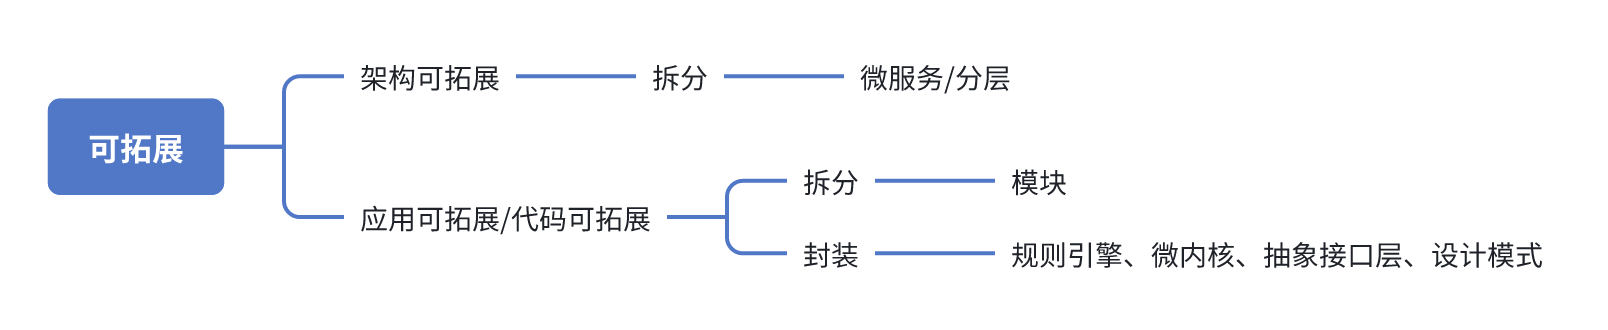 可拓展
架构可拓展
拆分
微服务/分层
应用可拓展/代码可拓展
拆分
模块
封装
规则引擎、微内核、抽象接口层、设计模式